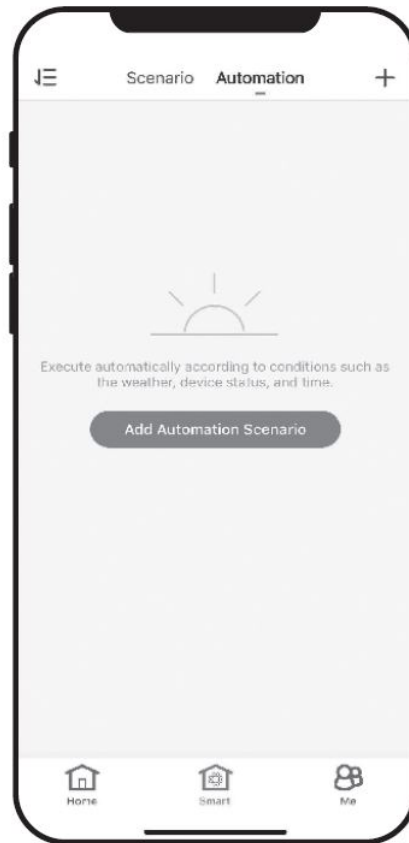 Scenario Automation
Execute automatically according to conditions such as
the weather, device status, and time.
Add Automation Scenario
Home Smart Me